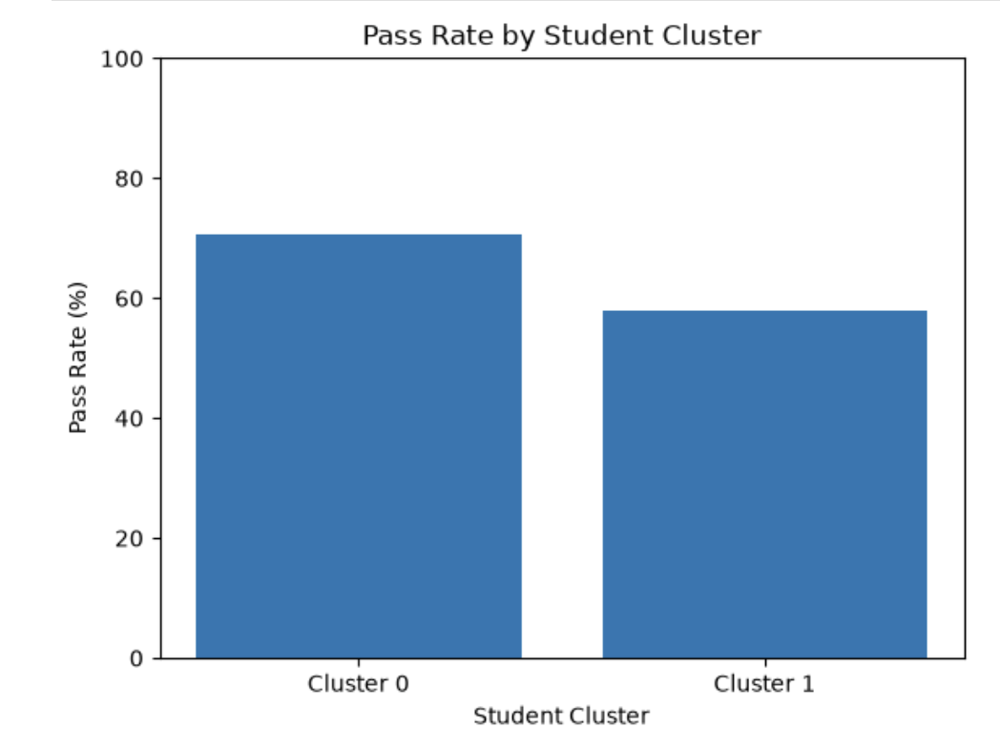 Pass Rate by Student Cluster
100
80
60
40
20
0
Pass Rate (%)
Cluster 0
Cluster 1
Student Cluster